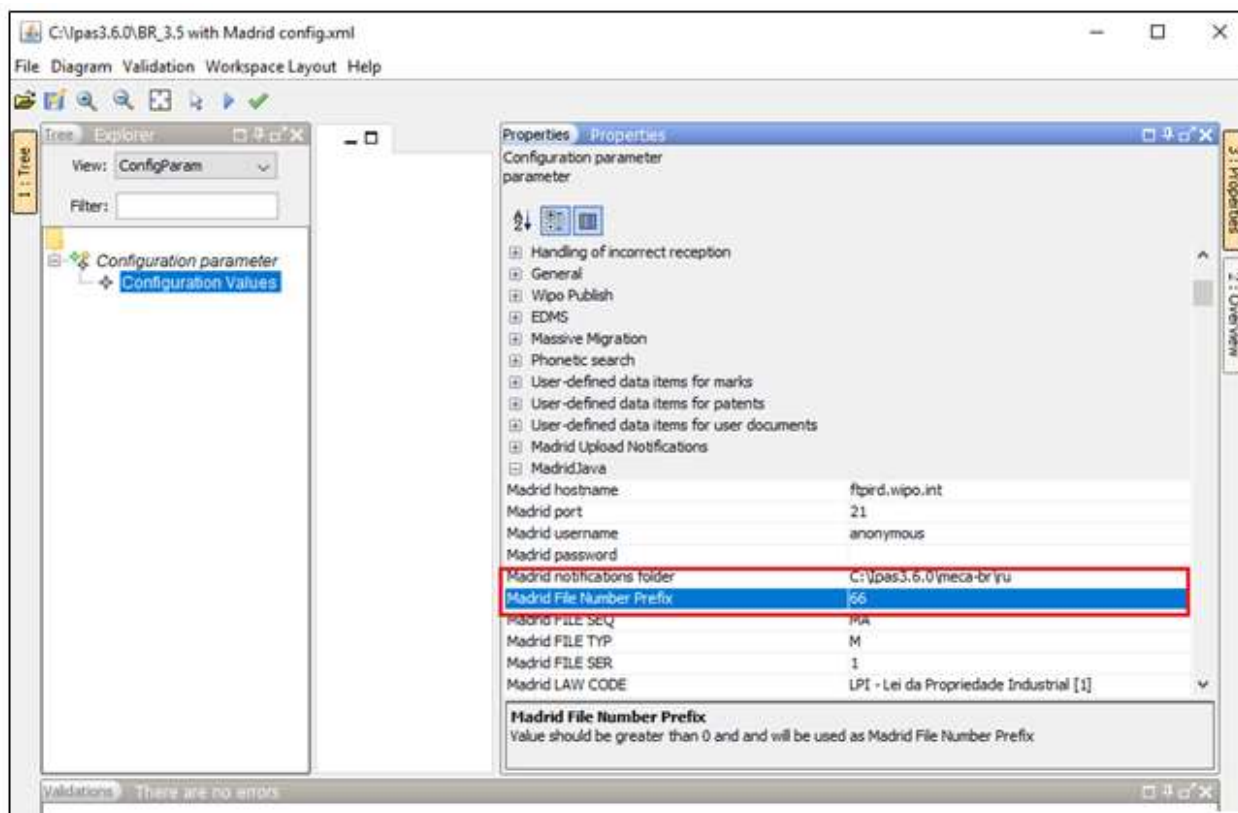 C:\Ipas3.6.0\BR_3.5 with Madrid config.xml
File Diagram Validation Workspace Layout Help
Tree Explorer
1 : Tree
View: ConfigParam
Filter:
Configuration parameter
Configuration Values
Properties Properties
Configuration parameter
parameter
Handling of incorrect reception
General
Wipo Publish
EDMS
Massive Migration
Phonetic search
User-defined data items for marks
User-defined data items for patents
User-defined data items for user documents
Madrid Upload Notifications
MadridJava
Madrid hostname ftpird.wipo.int
Madrid port 21
Madrid username anonymous
Madrid password
Madrid notifications folder C:\Ipas3.6.0\meca-br\ru
Madrid File Number Prefix 66
Madrid FILE SEQ MA
Madrid FILE TYP M
Madrid FILE SER 1
Madrid LAW CODE LPI - Lei da Propriedade Industrial [1]
Madrid File Number Prefix
Value should be greater than 0 and and will be used as Madrid File Number Prefix
3 : Properties
2 : Overview
Validations There are no errors